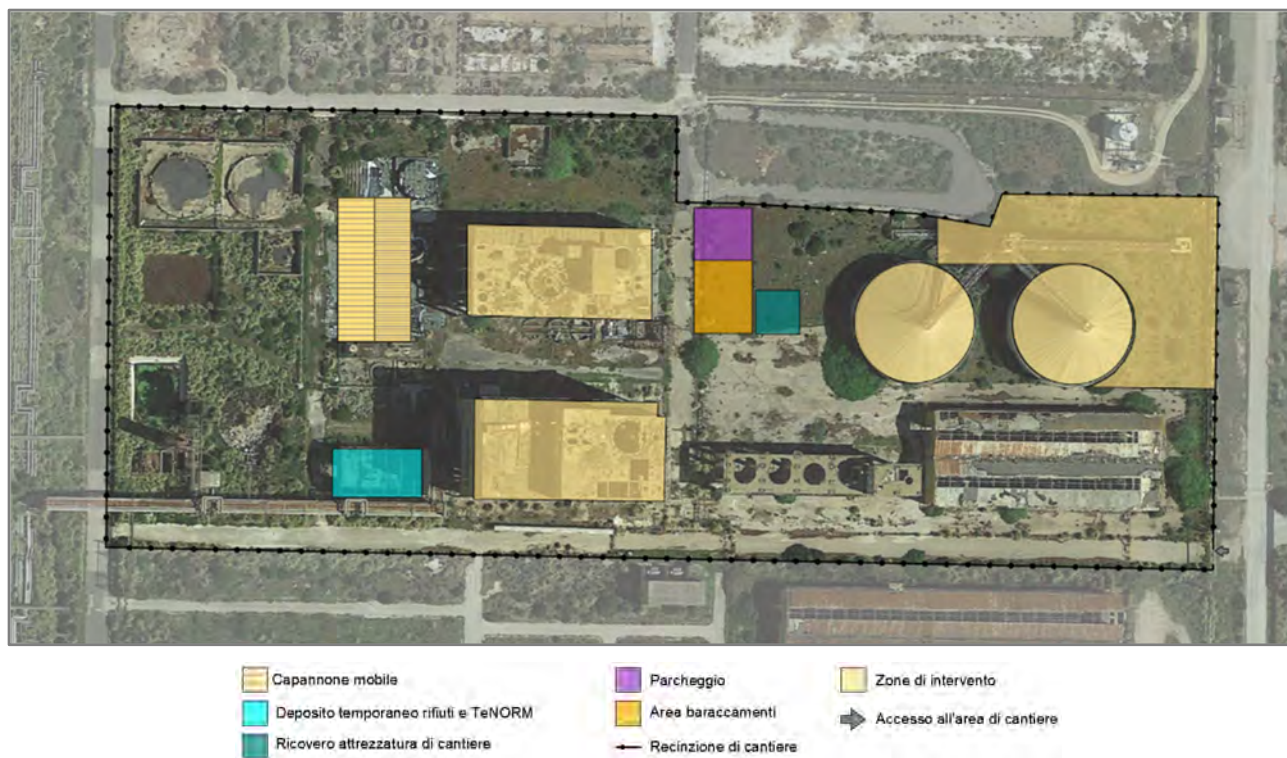 Capannone mobile
Deposito temporaneo rifiuti e TeNORM
Ricovero attrezzatura di cantiere
Parcheggio
Area baraccamenti
Recinzione di cantiere
Zone di intervento
Accesso all'area di cantiere